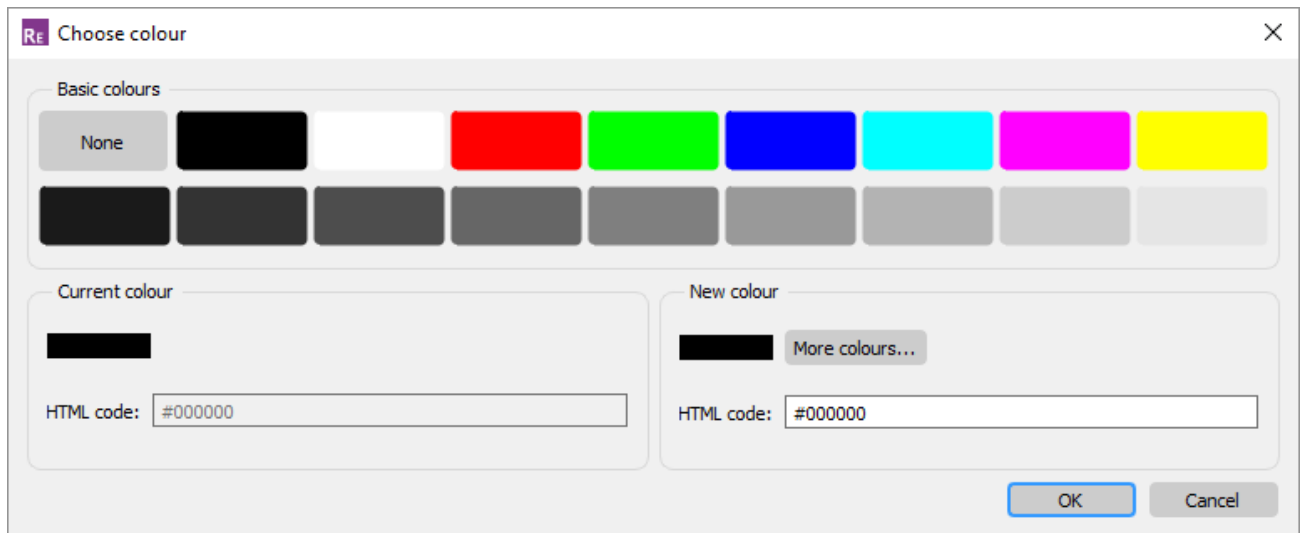 RE Choose colour
Basic colours
None
Current colour
New colour
More colours...
HTML code: #000000
HTML code: #000000
OK Cancel